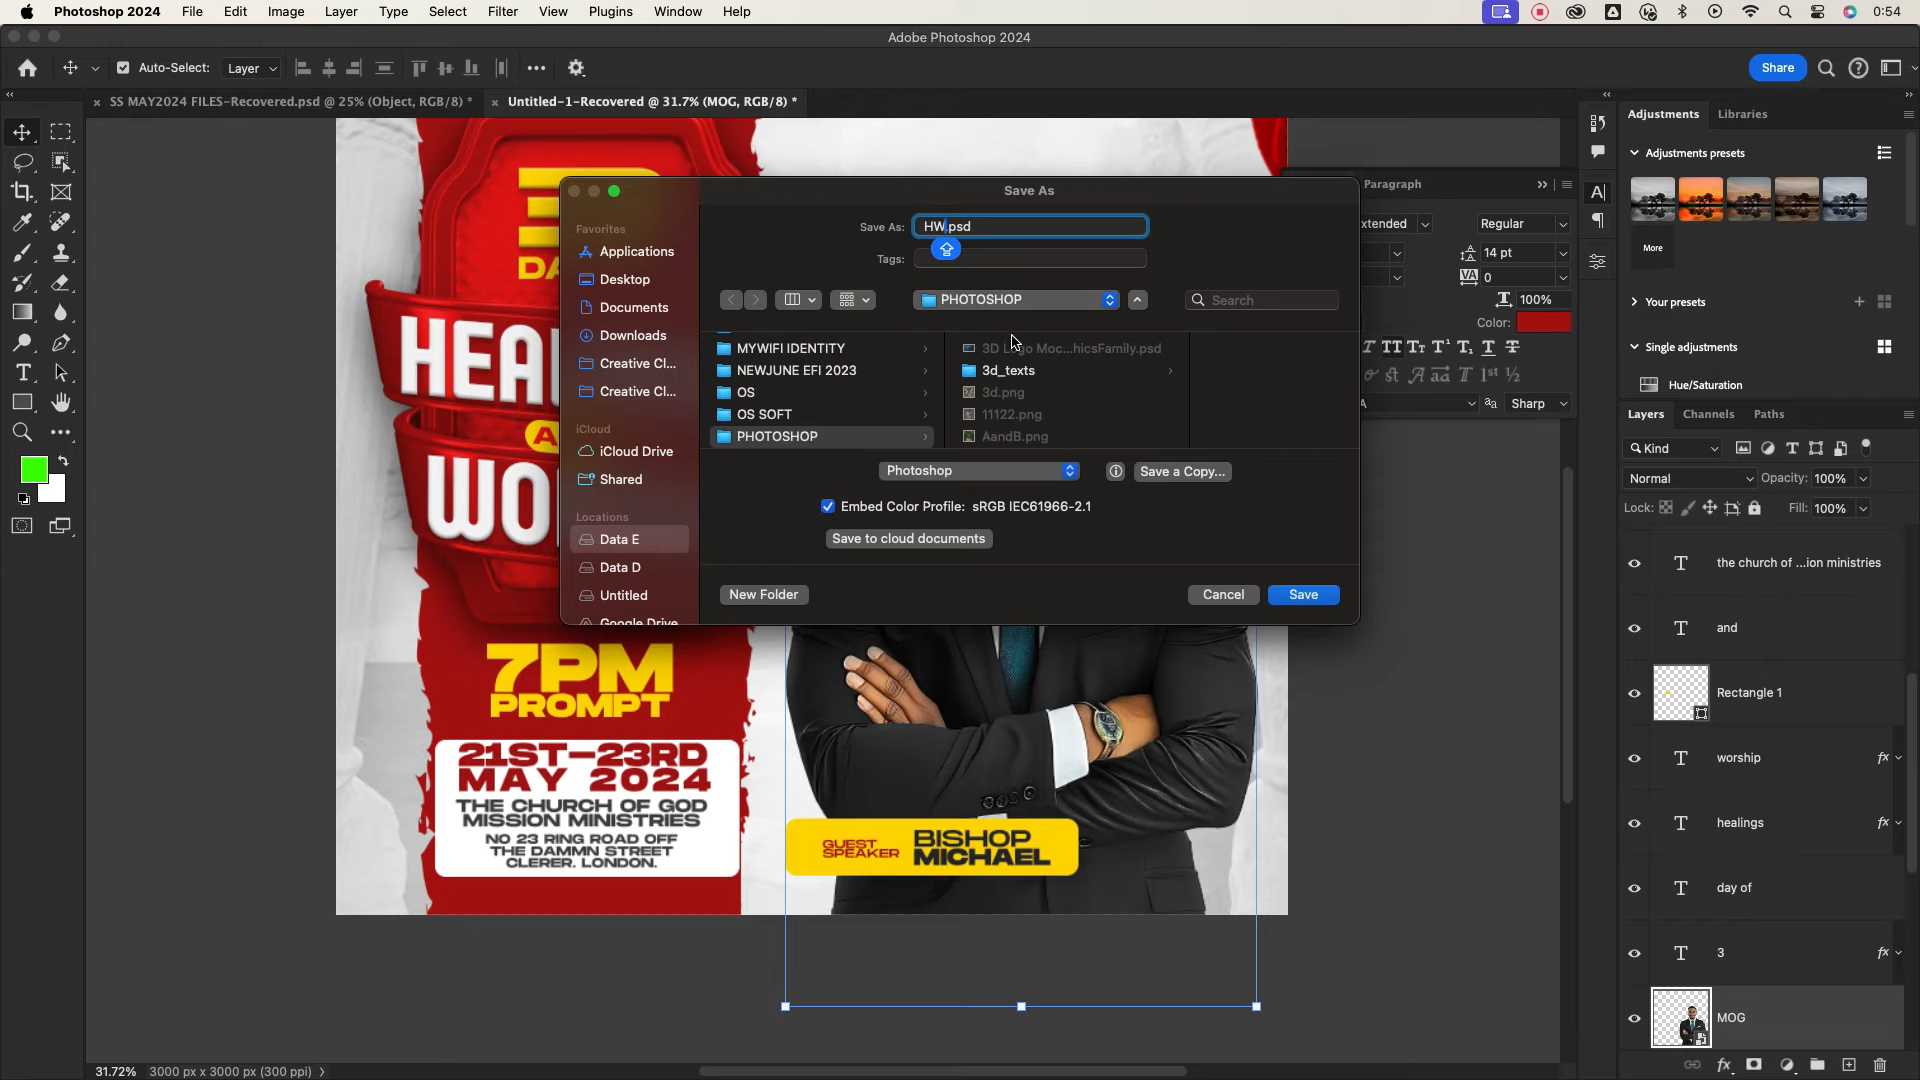 Photoshop 2024 File Edit Image Layer Type Select Filter View Plugins Window Help 0:54
Adobe Photoshop 2024
Auto-Select: Layer Share
SS MAY2024 FILES-Recovered.psd @ 25% (Object, RGB/8) * Untitled-1-Recovered @ 31.7% (MOG, RGB/8) *
Save As
Save As: HW.psd
Tags:
PHOTOSHOP
Search
Favorites
Applications
Desktop
Documents
Downloads
Creative Cl...
Creative Cl...
iCloud
iCloud Drive
Shared
Locations
Data E
Data D
Untitled
Google Drive
MYWIFI IDENTITY
NEWJUNE EFI 2023
OS
OS SOFT
PHOTOSHOP
3D Logo Moc...hicsFamily.psd
3d_texts
3d.png
11122.png
AandB.png
Photoshop Save a Copy...
Embed Color Profile: sRGB IEC61966-2.1
Save to cloud documents
New Folder Cancel Save
7PM
PROMPT
21ST-23RD
MAY 2024
THE CHURCH OF GOD
MISSION MINISTRIES
NO 23 RING ROAD OFF
THE DAMMN STREET
CLERER. LONDON.
GUEST
SPEAKER
BISHOP
MICHAEL
Paragraph
Regular
14 pt
0
100%
Color:
Sharp
Adjustments Libraries
Adjustments presets
More
Your presets
Single adjustments
Hue/Saturation
Layers Channels Paths
Kind
Normal Opacity: 100%
Lock: Fill: 100%
the church of ...ion ministries
and
Rectangle 1
worship fx
healings fx
day of
3 fx
MOG
31.72% 3000 px x 3000 px (300 ppi)